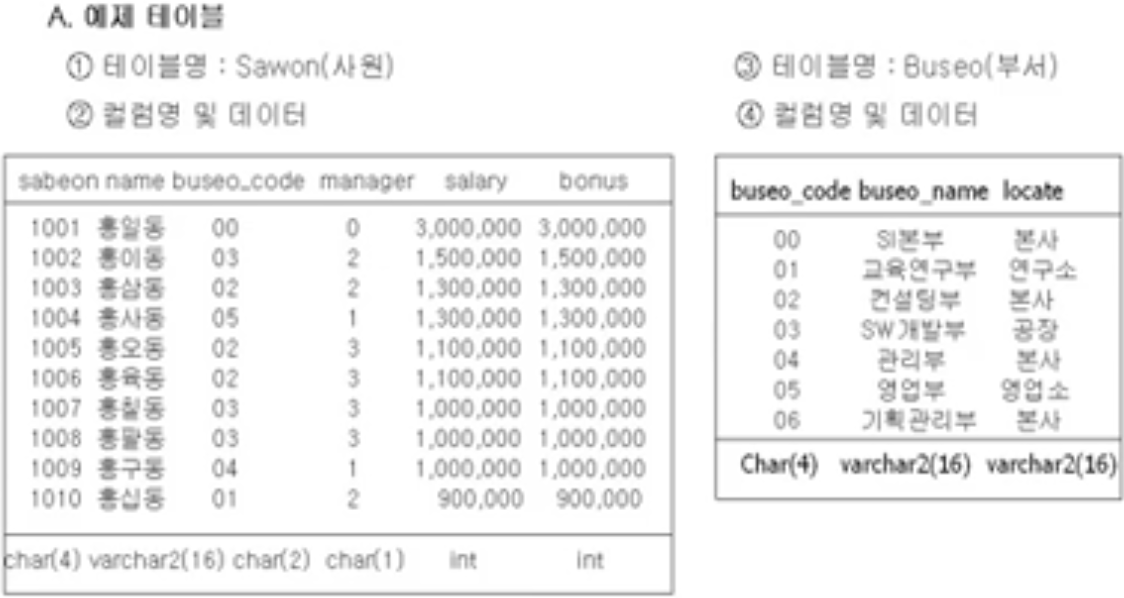 A. 예제 테이블
① 테이블명 : Sawon(사원)
② 컬럼명 및 데이터
sabeon name buseo_code manager salary bonus
1001 홍일동 00 0 3,000,000 3,000,000
1002 홍이동 03 2 1,500,000 1,500,000
1003 홍삼동 02 2 1,300,000 1,300,000
1004 홍사동 05 1 1,300,000 1,300,000
1005 홍오동 02 3 1,100,000 1,100,000
1006 홍육동 02 3 1,100,000 1,100,000
1007 홍칠동 03 3 1,000,000 1,000,000
1008 홍팔동 03 3 1,000,000 1,000,000
1009 홍구동 04 1 1,000,000 1,000,000
1010 홍십동 01 2 900,000 900,000
char(4) varchar2(16) char(2) char(1) int int
③ 테이블명 : Buseo(부서)
④ 컬럼명 및 데이터
buseo_code buseo_name locate
00 SI본부 본사
01 교육연구부 연구소
02 컨설팅부 본사
03 SW개발부 공장
04 관리부 본사
05 영업부 영업소
06 기획관리부 본사
Char(4) varchar2(16) varchar2(16)